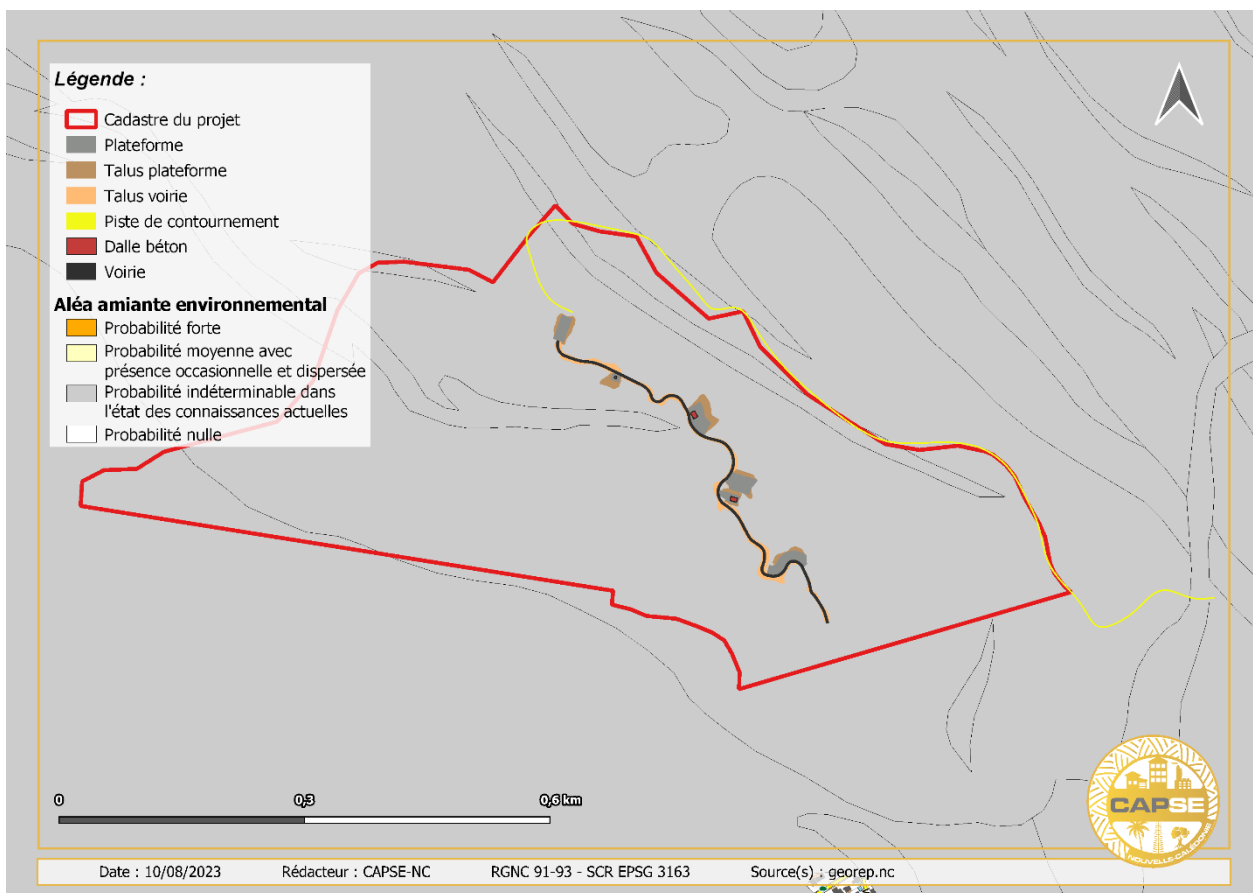 Légende :
Cadastre du projet
Plateforme
Talus plateforme
Talus voirie
Piste de contournement
Dalle béton
Voirie
Aléa amiante environnemental
Probabilité forte
Probabilité moyenne avec
présence occasionnelle et dispersée
Probabilité indéterminable dans
l'état des connaissances actuelles
Probabilité nulle
0
0,3
0,6 km
CAPSE
NOUVELLE-CALÉDONIE
Date : 10/08/2023
Rédacteur : CAPSE-NC
RGNC 91-93 - SCR EPSG 3163
Source(s) : georep.nc